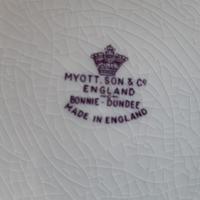 MYOTT. SON & Co
ENGLAND
BONNIE-DUNDEE
MADE IN ENGLAND